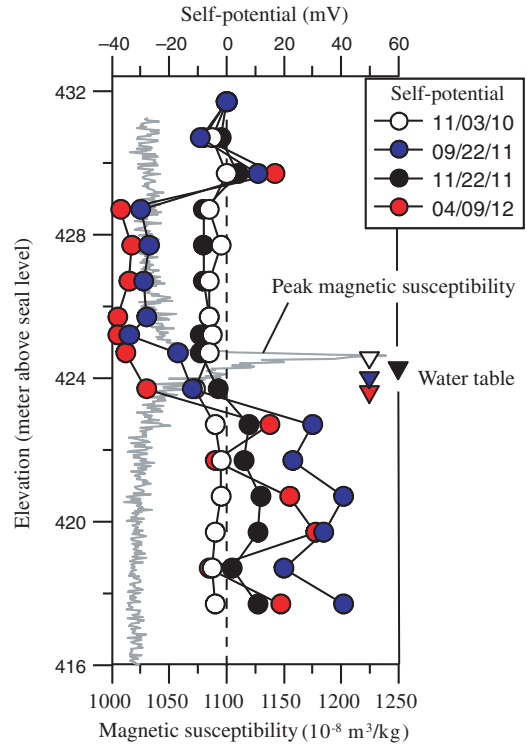 Self-potential (mV)
−40 −20 0 20 40 60
432
428
424
420
416
Elevation (meter above seal level)
Self-potential
11/03/10
09/22/11
11/22/11
04/09/12
Peak magnetic susceptibility
Water table
1000 1050 1100 1150 1200 1250
Magnetic susceptibility (10⁻⁸ m³/kg)